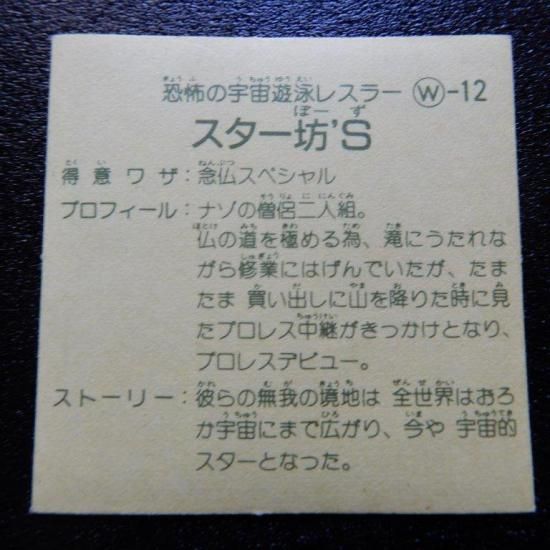 恐怖の宇宙遊泳レスラー Ⓦ-12
スター坊'S
得意ワザ:念仏スペシャル
プロフィール:ナゾの僧侶二人組。
仏の道を極める為、滝にうたれな
がら修業にはげんでいたが、たま
たま 買い出しに山を降りた時に見
たプロレス中継がきっかけとなり、
プロレスデビュー。
ストーリー:彼らの無我の境地は 全世界はおろ
か宇宙にまで広がり、今や 宇宙的
スターとなった。